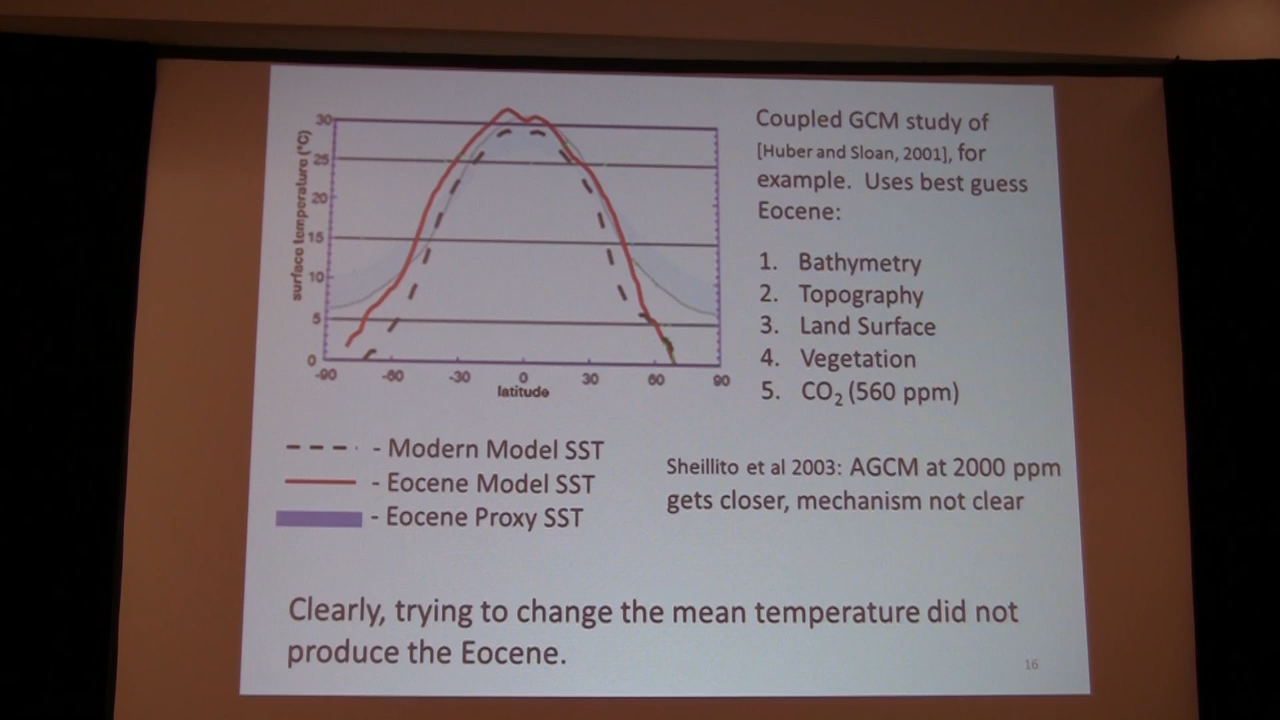 30
25
20
15
10
5
0
surface temperature (°C)
-90 -60 -30 0 30 60 90
latitude
Coupled GCM study of
[Huber and Sloan, 2001], for
example. Uses best guess
Eocene:
1. Bathymetry
2. Topography
3. Land Surface
4. Vegetation
5. CO2 (560 ppm)
- Modern Model SST
- Eocene Model SST
- Eocene Proxy SST
Sheillito et al 2003: AGCM at 2000 ppm
gets closer, mechanism not clear
Clearly, trying to change the mean temperature did not
produce the Eocene.
16